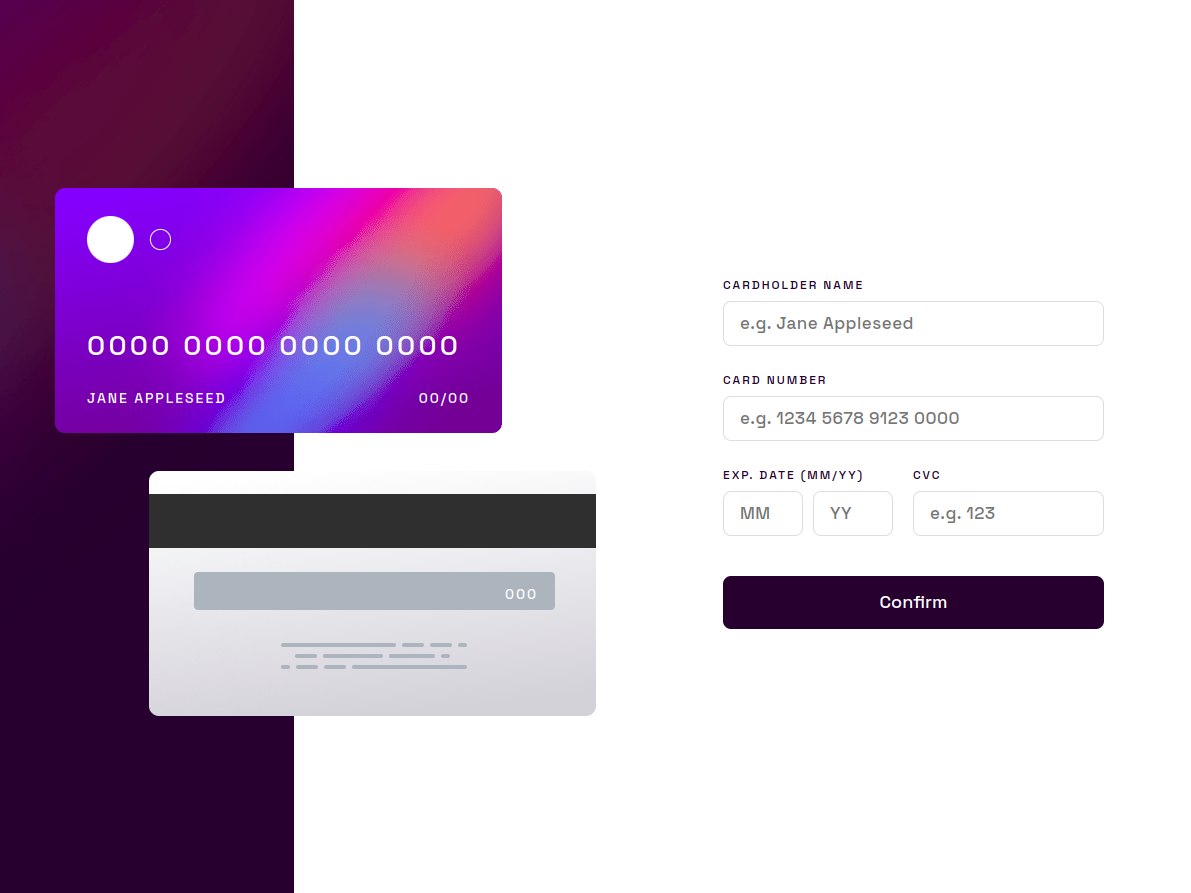 0000 0000 0000 0000
JANE APPLESEED 00/00
000
CARDHOLDER NAME
e.g. Jane Appleseed
CARD NUMBER
e.g. 1234 5678 9123 0000
EXP. DATE (MM/YY) CVC
MM YY e.g. 123
Confirm